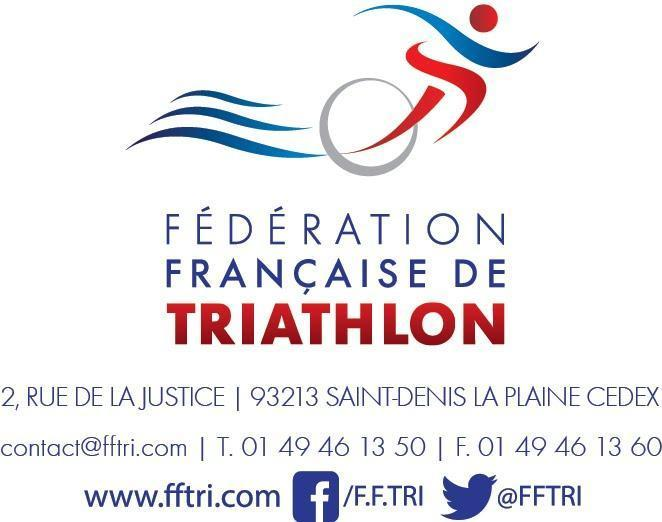 FÉDÉRATION
FRANÇAISE DE
TRIATHLON
2, RUE DE LA JUSTICE | 93213 SAINT-DENIS LA PLAINE CEDEX
contact@fftri.com | T. 01 49 46 13 50 | F. 01 49 46 13 60
www.fftri.com f /F.F.TRI @FFTRI